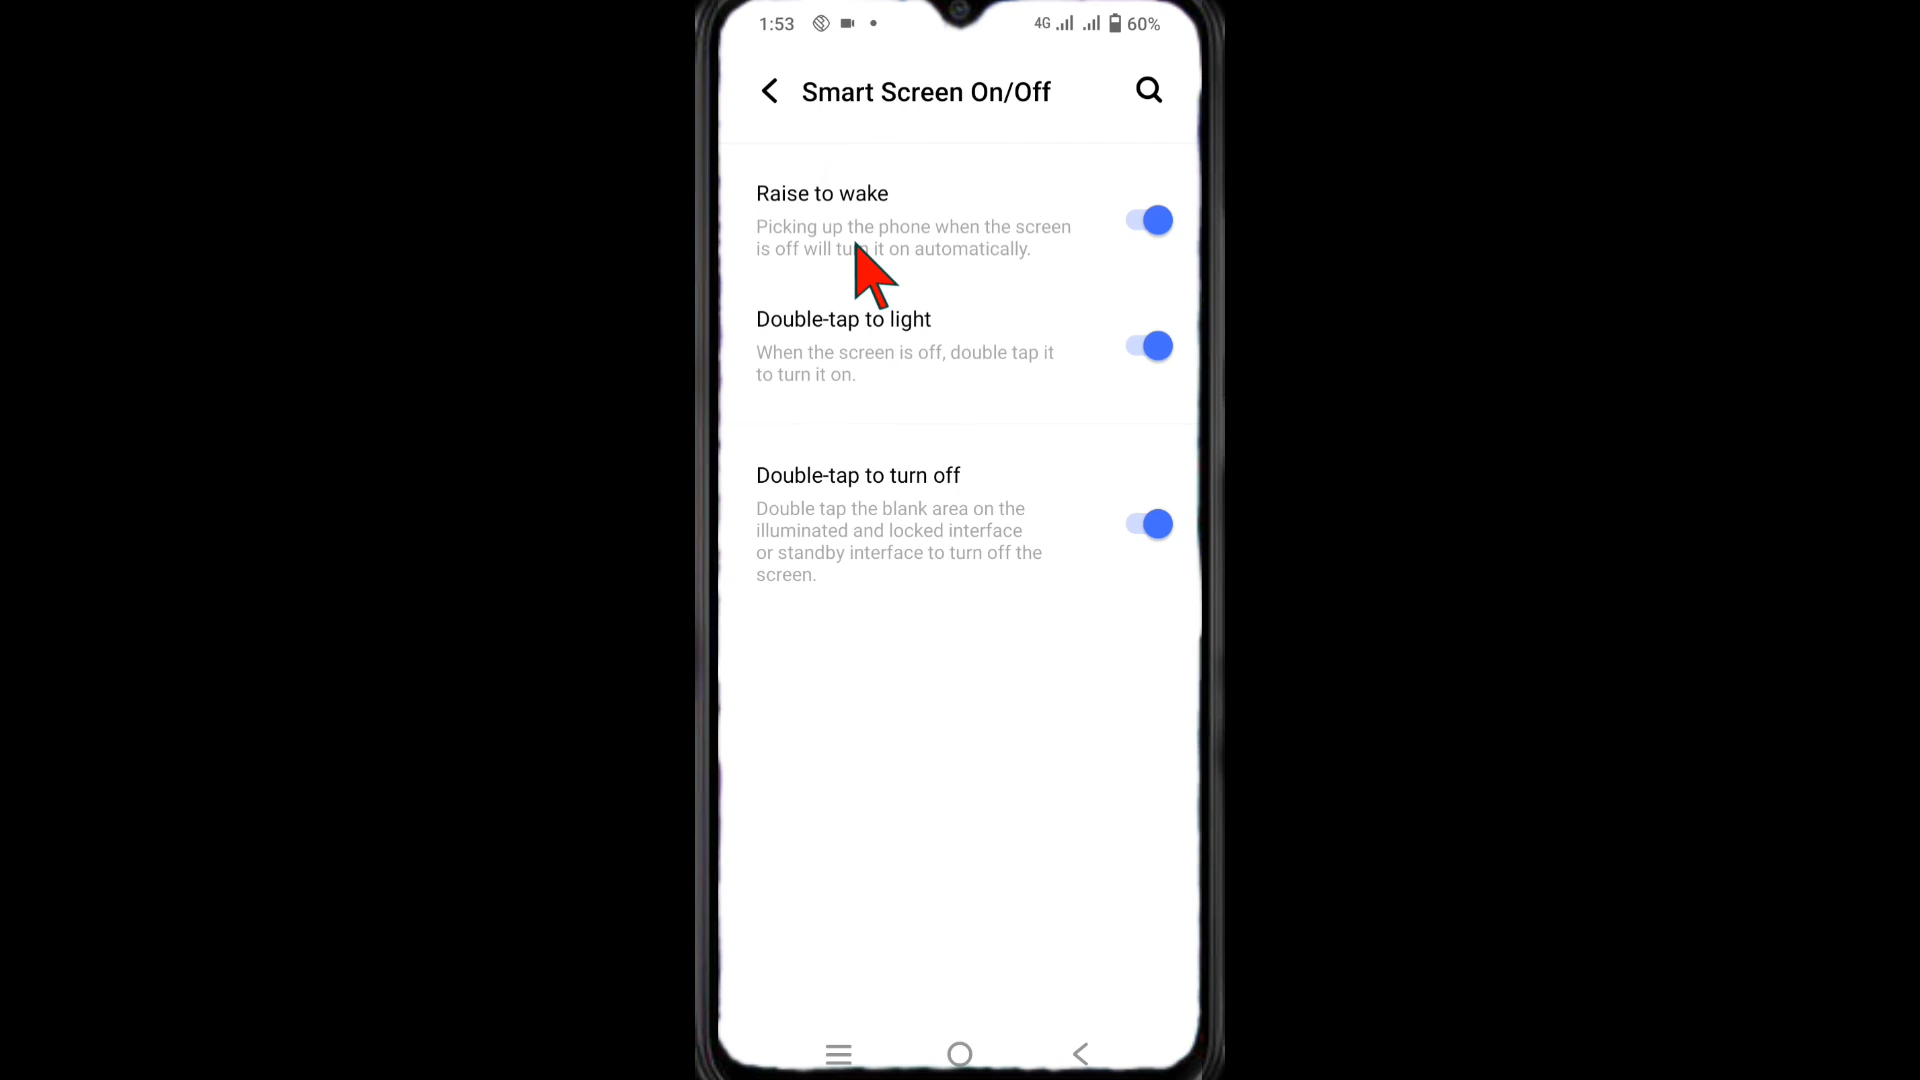 1:53 4G 60%
Smart Screen On/Off
Raise to wake
Picking up the phone when the screen
is off will turn it on automatically.
Double-tap to light
When the screen is off, double tap it
to turn it on.
Double-tap to turn off
Double tap the blank area on the
illuminated and locked interface
or standby interface to turn off the
screen.